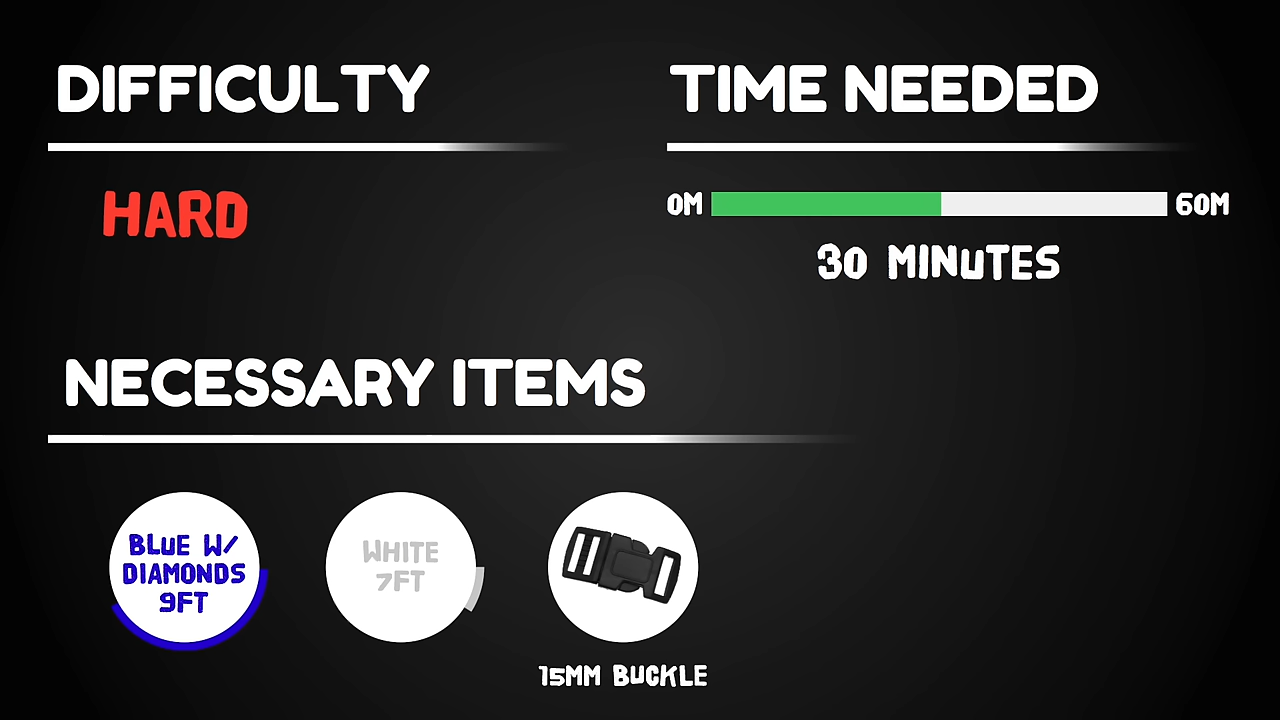 DIFFICULTY
TIME NEEDED
HARD
0M
60M
30 MINUTES
NECESSARY ITEMS
BLUE W/
DIAMONDS
9FT
WHITE
7FT
15MM BUCKLE